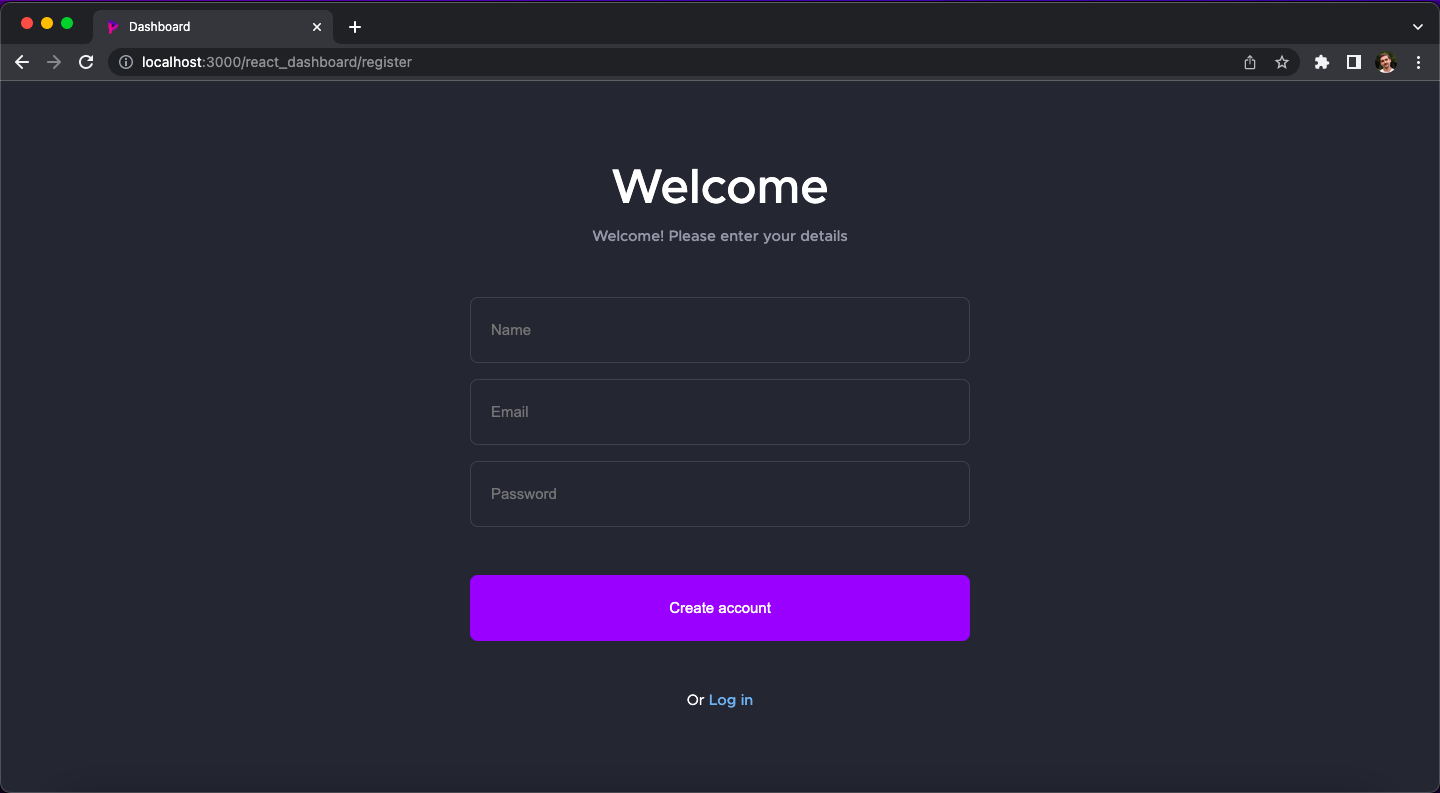 Dashboard
localhost:3000/react_dashboard/register
Welcome
Welcome! Please enter your details
Name
Email
Password
Create account
Or Log in